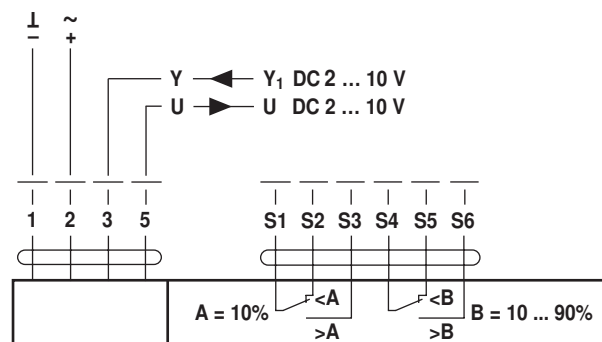 ⊥ ~
– +
Y Y₁ DC 2 ... 10 V
U U DC 2 ... 10 V
1 2 3 5 S1 S2 S3 S4 S5 S6
A = 10% <A <B B = 10 ... 90%
>A >B